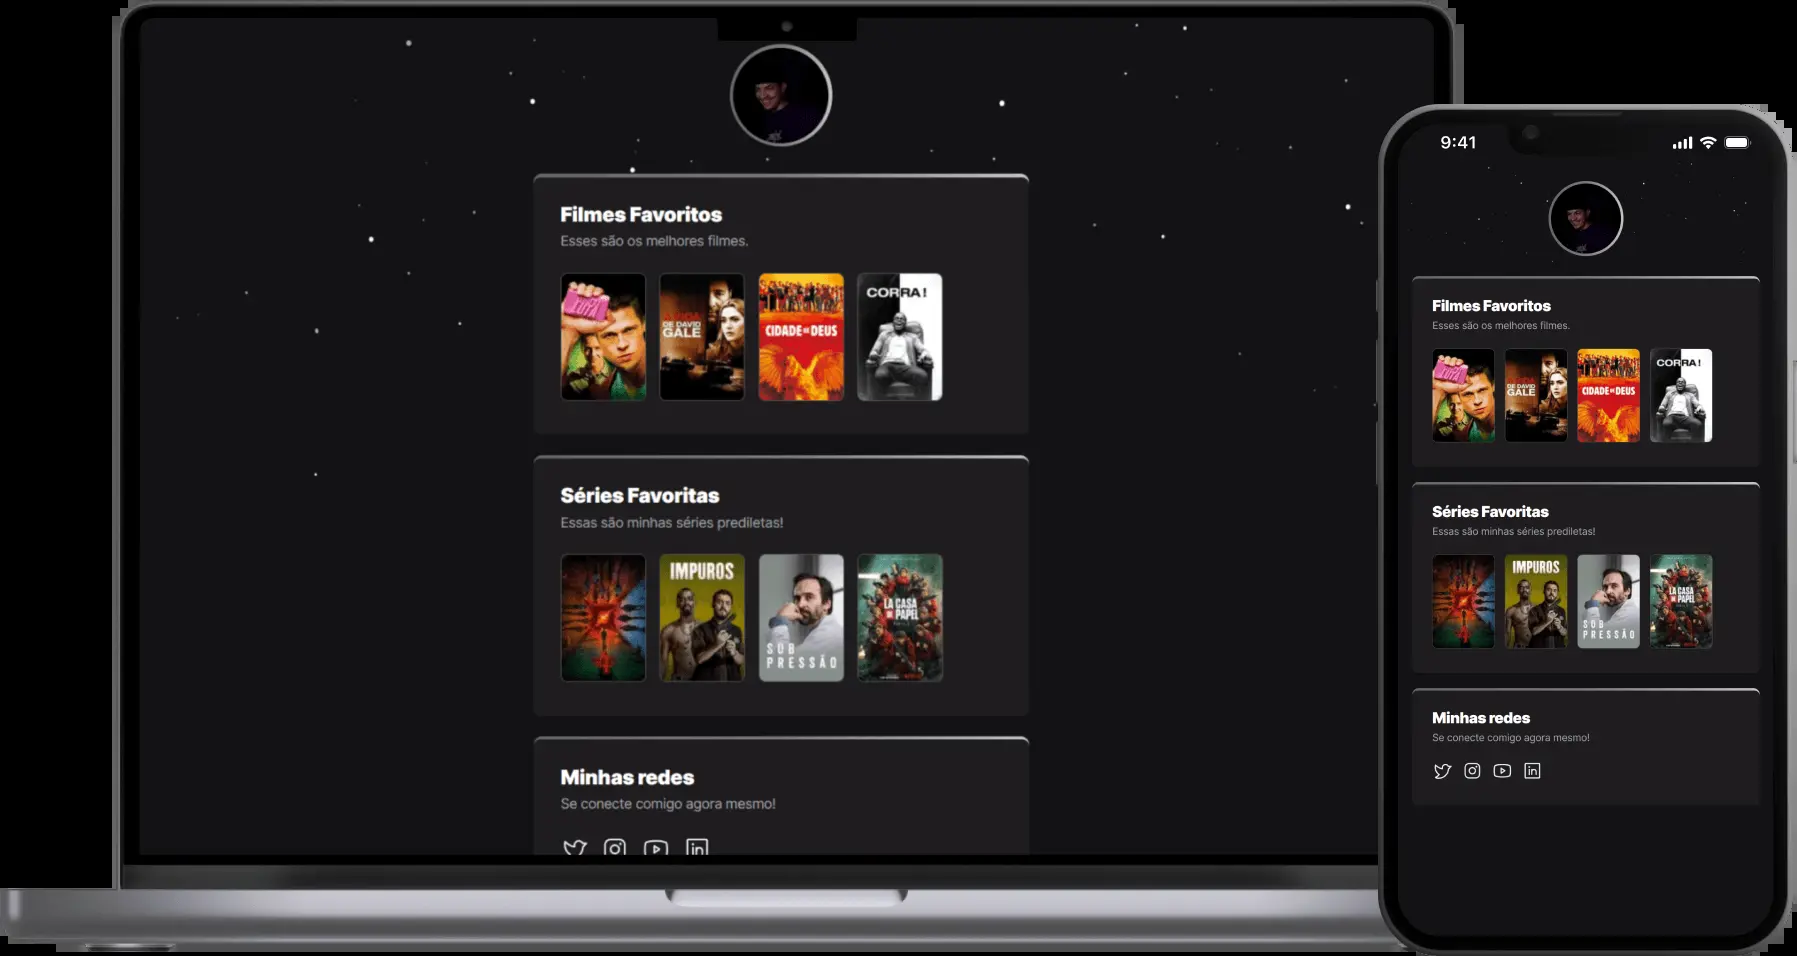 Filmes Favoritos
Esses são os melhores filmes.
CORRA!
A VIDA
DE DAVID
GALE
CIDADE DE DEUS
Séries Favoritas
Essas são minhas séries prediletas!
IMPUROS
LA CASA
DE PAPEL
SOB
PRESSÃO
Minhas redes
Se conecte comigo agora mesmo!
in
9:41
Filmes Favoritos
Esses são os melhores filmes.
CORRA!
DE DAVID
GALE
CIDADE DE DEUS
Séries Favoritas
Essas são minhas séries prediletas!
IMPUROS
LA CASA
DE PAPEL
SOB
PRESSÃO
Minhas redes
Se conecte comigo agora mesmo!
in